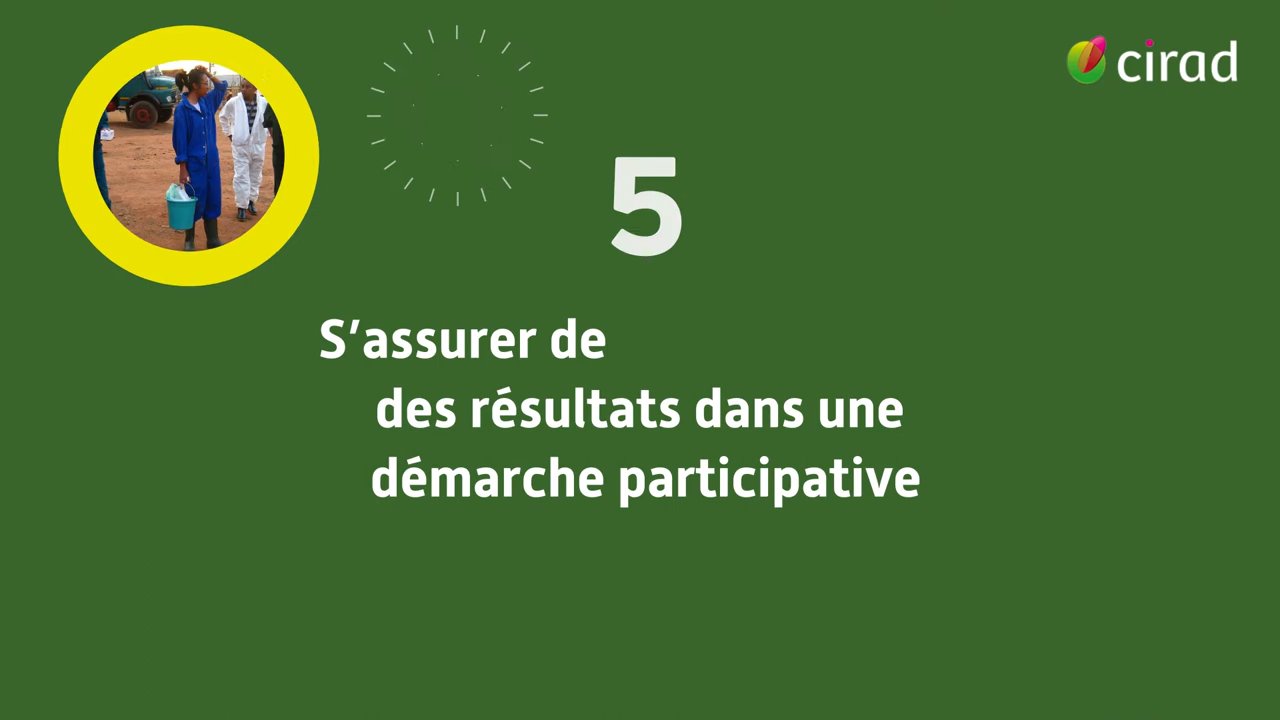 cirad
5
S'assurer de
des résultats dans une
démarche participative